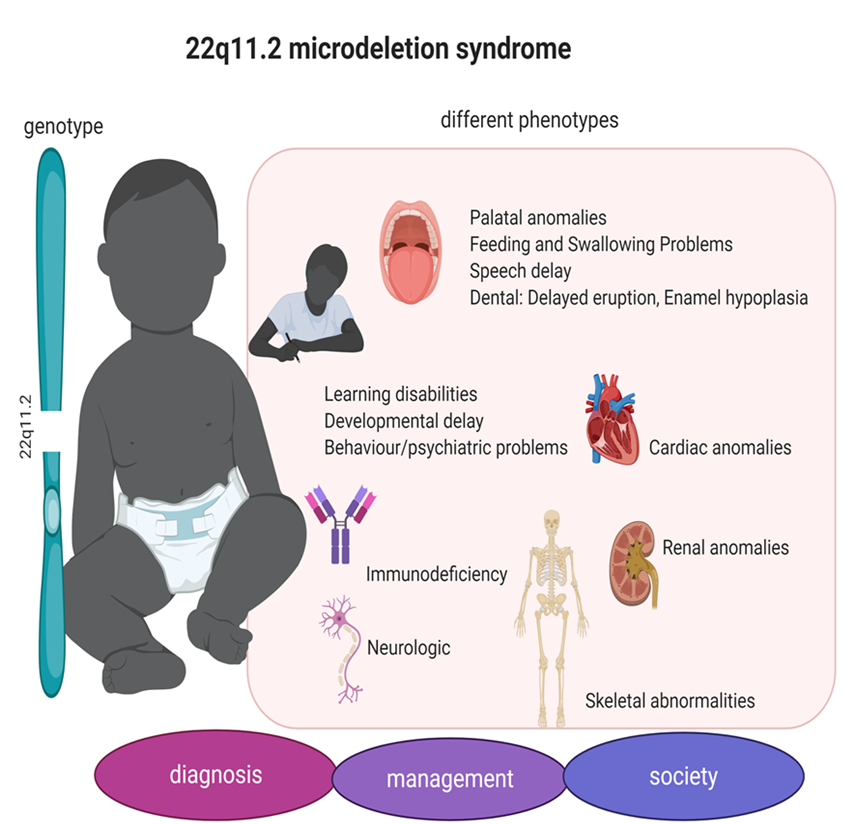 22q11.2 microdeletion syndrome
genotype
different phenotypes
Palatal anomalies
Feeding and Swallowing Problems
Speech delay
Dental: Delayed eruption, Enamel hypoplasia
22q11.2
Learning disabilities
Developmental delay
Behaviour/psychiatric problems
Cardiac anomalies
Immunodeficiency
Renal anomalies
Neurologic
Skeletal abnormalities
diagnosis
management
society